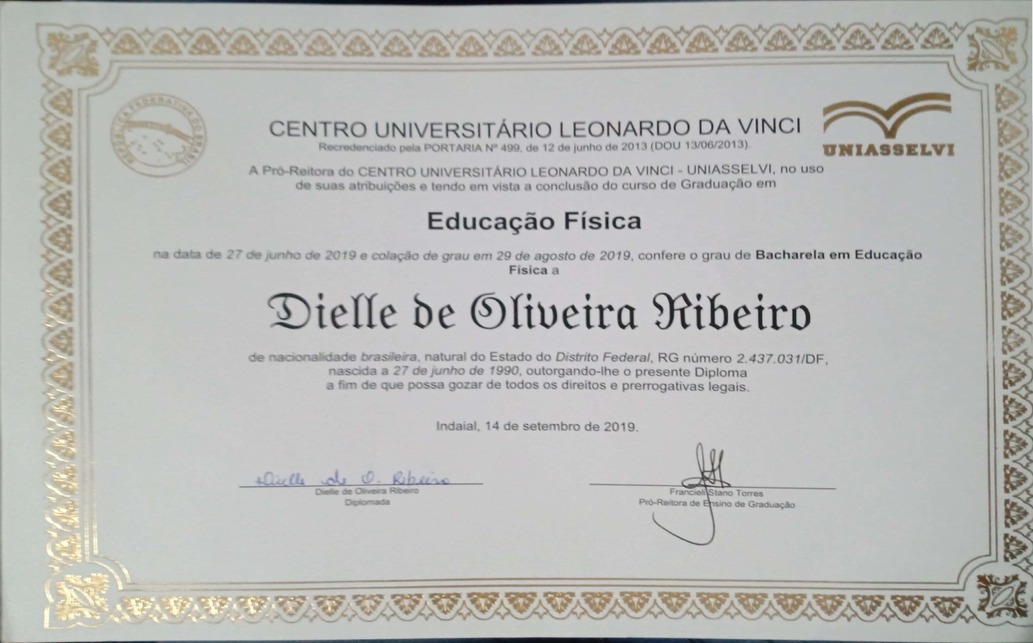 REPÚBLICA FEDERATIVA DO BRASIL
CENTRO UNIVERSITÁRIO LEONARDO DA VINCI
Recredenciado pela PORTARIA Nº 499, de 12 de junho de 2013 (DOU 13/06/2013).
UNIASSELVI
A Pró-Reitora do CENTRO UNIVERSITÁRIO LEONARDO DA VINCI - UNIASSELVI, no uso
de suas atribuições e tendo em vista a conclusão do curso de Graduação em
Educação Física
na data de 27 de junho de 2019 e colação de grau em 29 de agosto de 2019, confere o grau de Bacharela em Educação
Física a
Dielle de Oliveira Ribeiro
de nacionalidade brasileira, natural do Estado do Distrito Federal, RG número 2.437.031/DF,
nascida a 27 de junho de 1990, outorgando-lhe o presente Diploma
a fim de que possa gozar de todos os direitos e prerrogativas legais.
Indaial, 14 de setembro de 2019.
Dielle de O. Ribeiro
Dielle de Oliveira Ribeiro
Diplomada
Francieli Stano Torres
Pró-Reitora de Ensino de Graduação